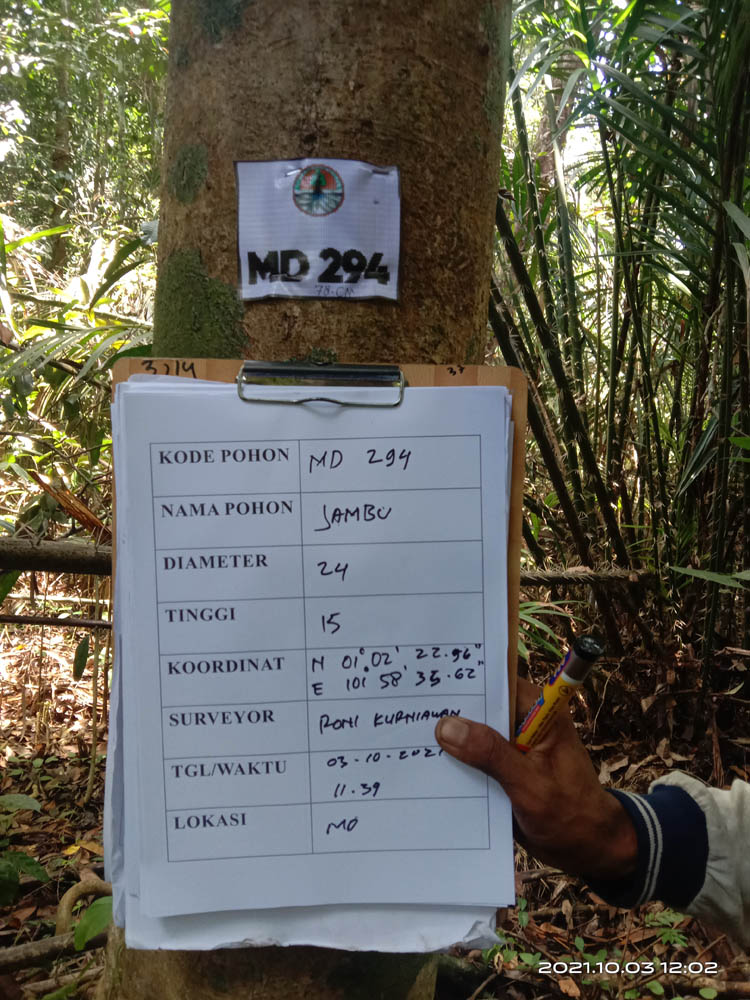 MD 294
78.CM
KODE POHON MD 294
NAMA POHON JAMBU
DIAMETER 24
TINGGI 15
KOORDINAT N 01° 02' 22.96"
E 101° 58' 35.62"
SURVEYOR RONI KURNIAWAN
TGL/WAKTU 03.10.2021
11.39
LOKASI MD
2021.10.03 12:02